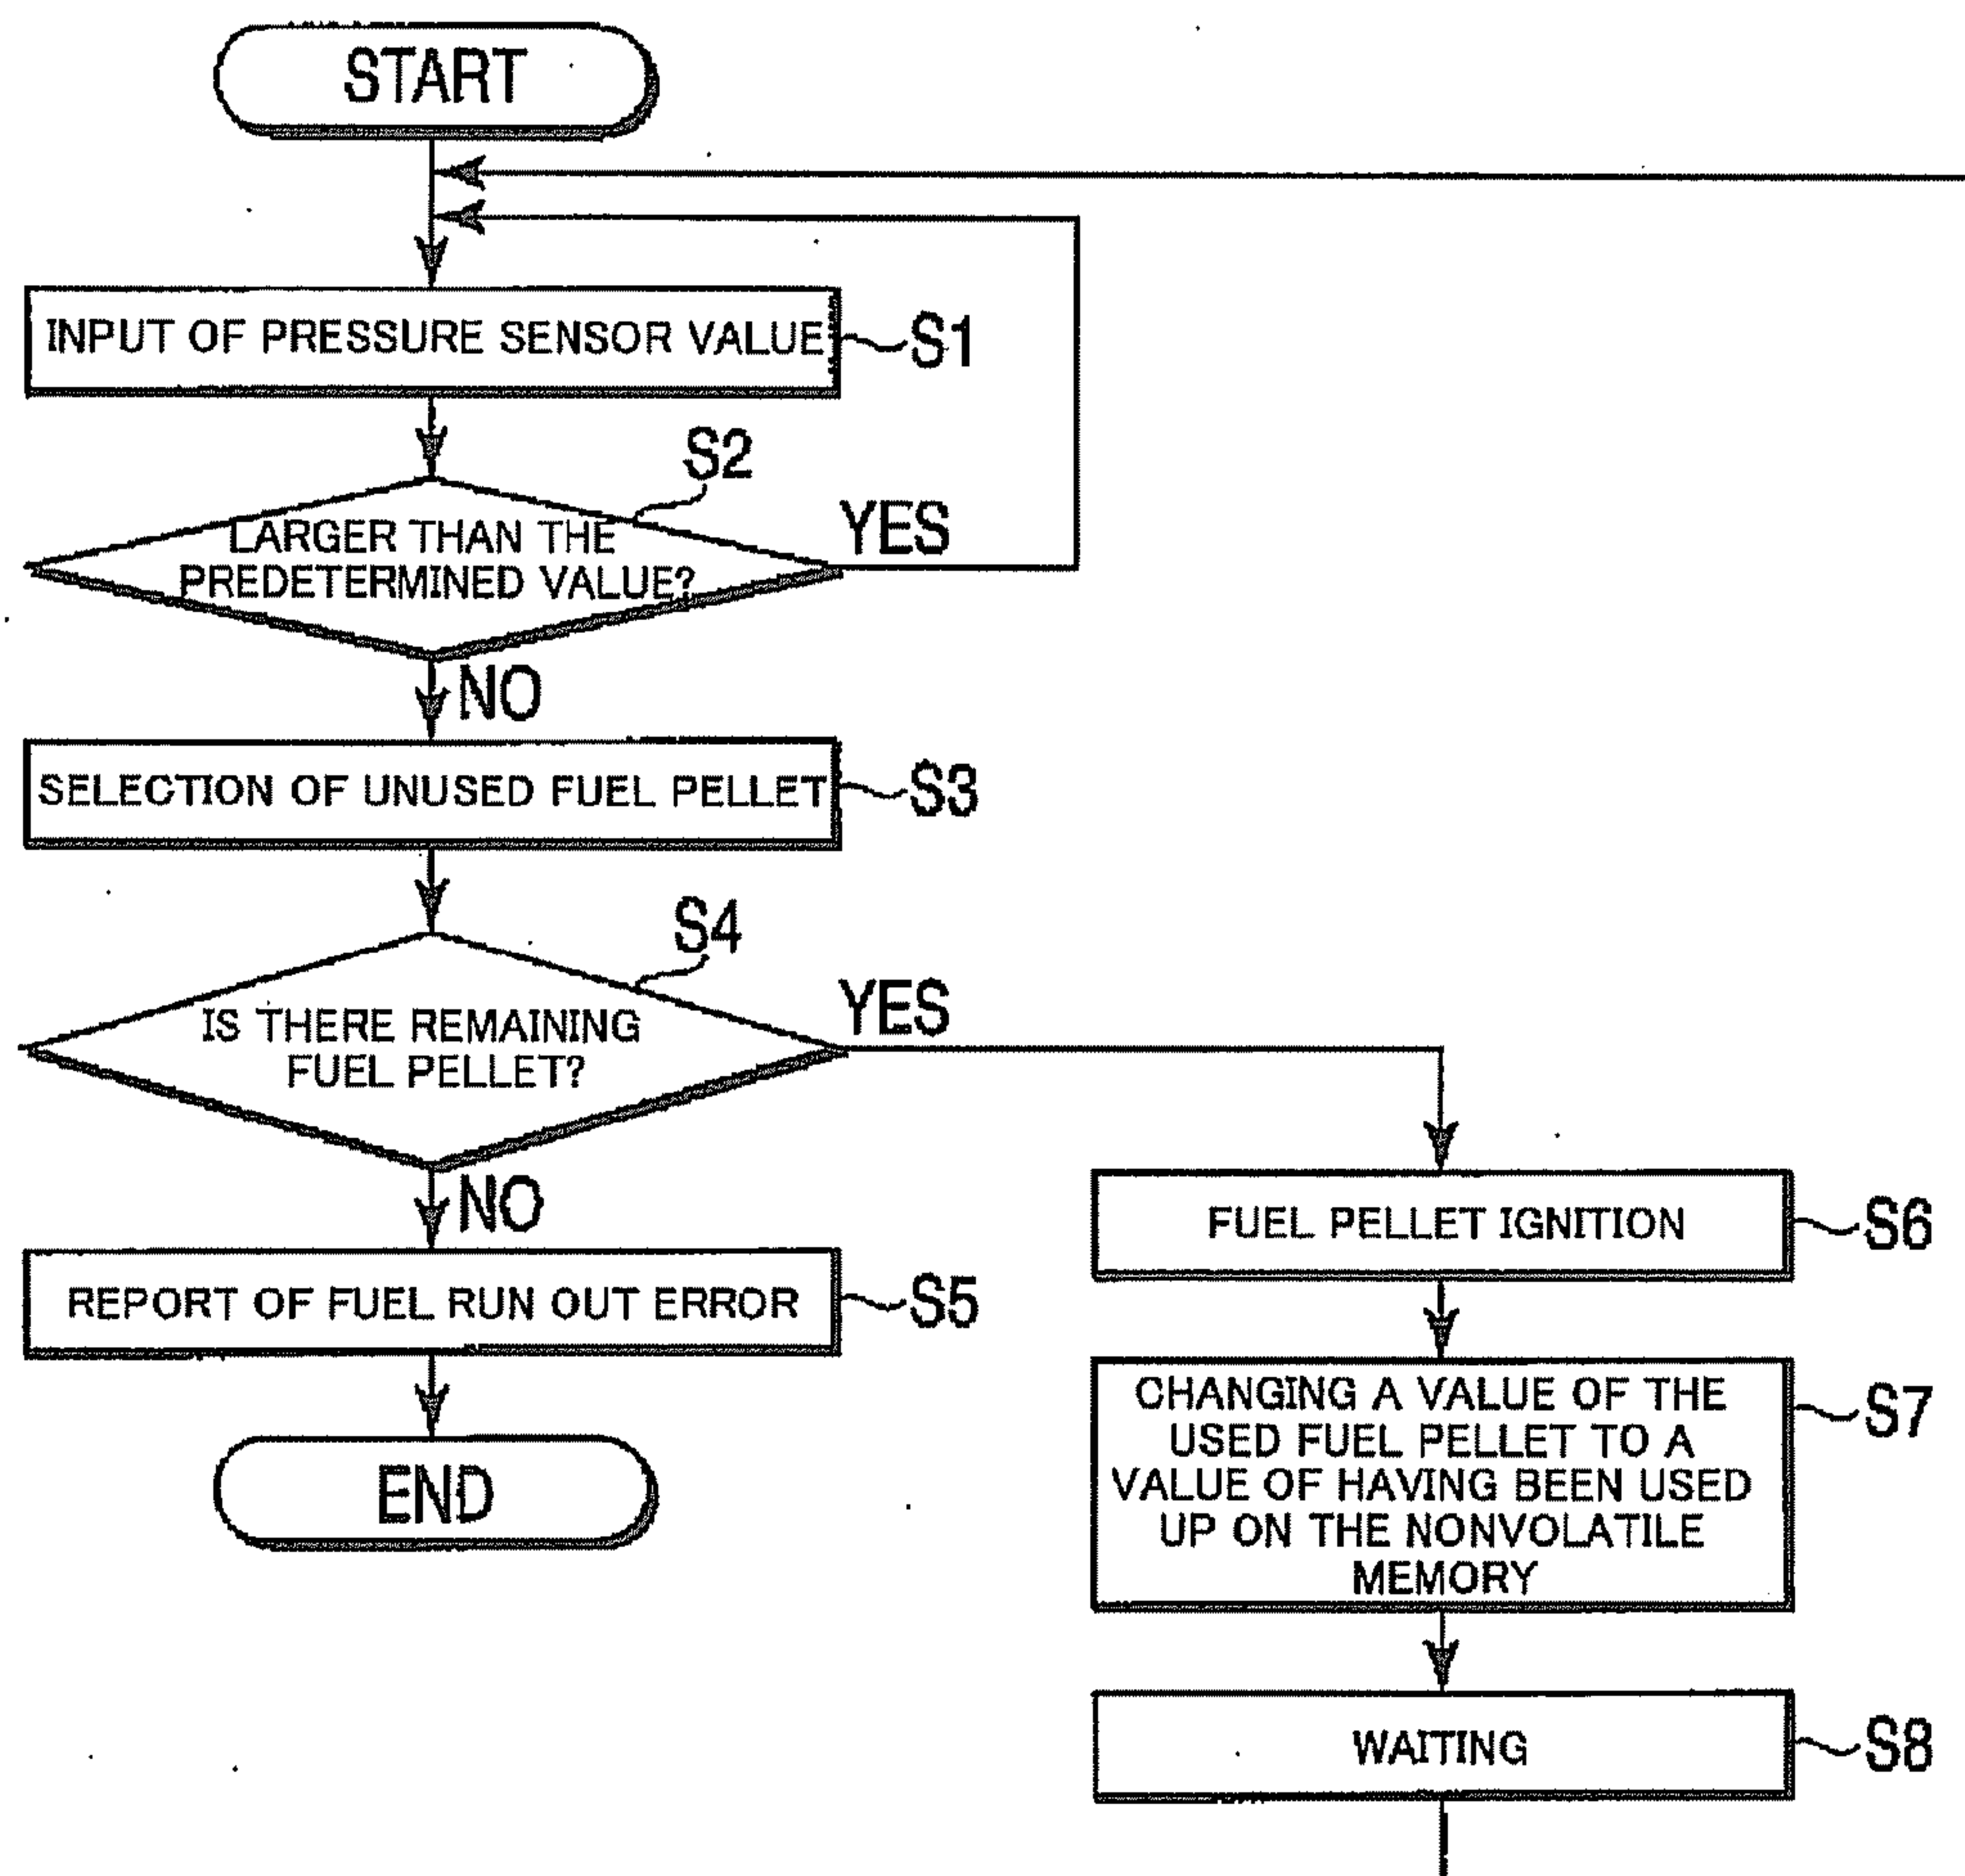 START
INPUT OF PRESSURE SENSOR VALUE
S1
S2
LARGER THAN THE
PREDETERMINED VALUE?
YES
NO
SELECTION OF UNUSED FUEL PELLET
S3
S4
IS THERE REMAINING
FUEL PELLET?
YES
NO
REPORT OF FUEL RUN OUT ERROR
S5
END
FUEL PELLET IGNITION
S6
CHANGING A VALUE OF THE
USED FUEL PELLET TO A
VALUE OF HAVING BEEN USED
UP ON THE NONVOLATILE
MEMORY
S7
WAITING
S8